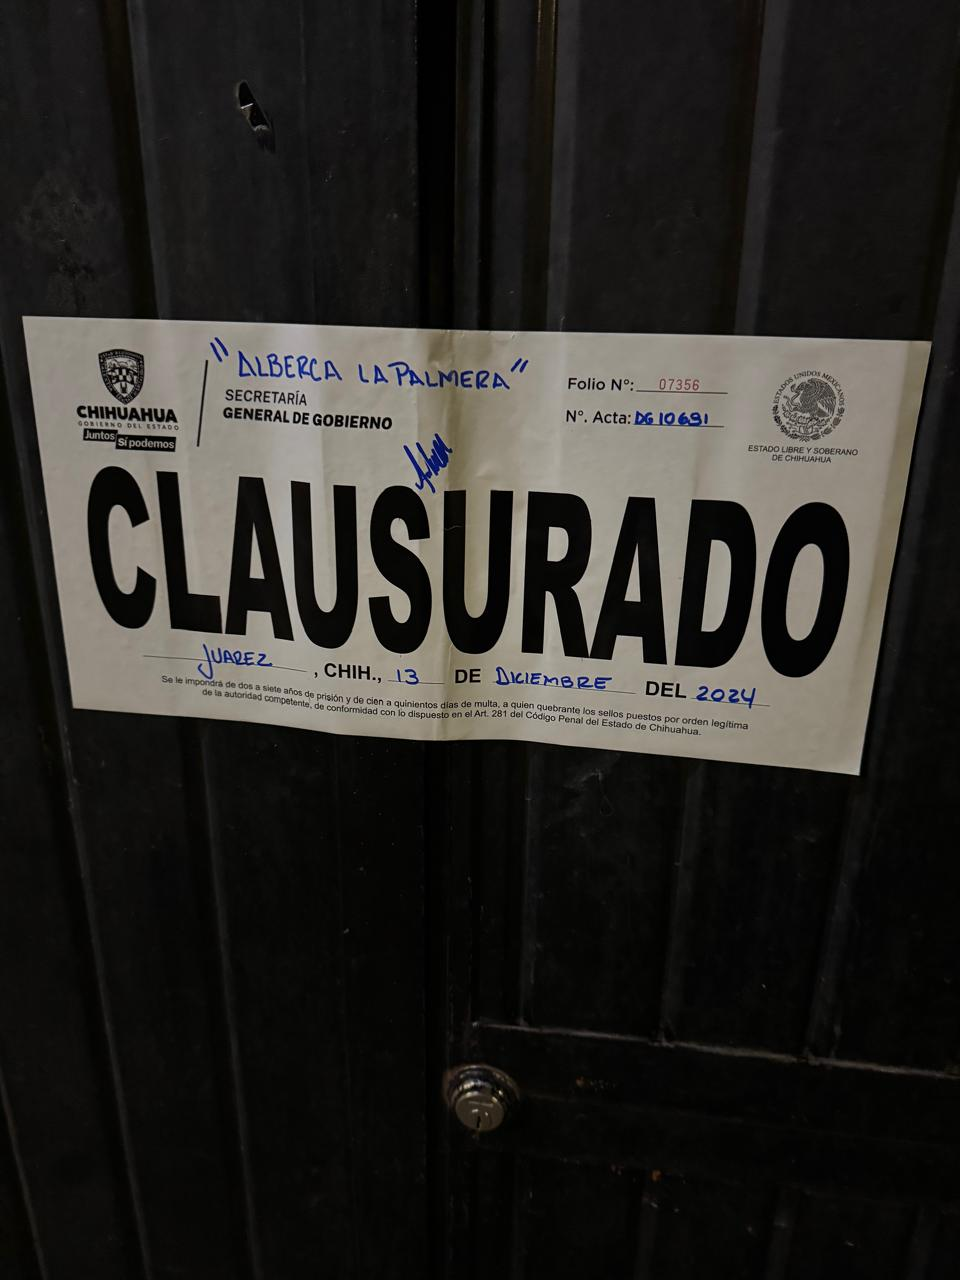 "ALBERCA LA PALMERA"
CHIHUAHUA
GOBIERNO DEL ESTADO
Juntos Sí podemos
SECRETARÍA
GENERAL DE GOBIERNO
Folio N°: 07356
N°. Acta: DG10691
ESTADOS UNIDOS MEXICANOS
ESTADO LIBRE Y SOBERANO
DE CHIHUAHUA
CLAUSURADO
JUAREZ, CHIH., 13 DE DICIEMBRE DEL 2024
Se le impondrá de dos a siete años de prisión y de cien a quinientos días de multa, a quien quebrante los sellos puestos por orden legítima
de la autoridad competente, de conformidad con lo dispuesto en el Art. 281 del Código Penal del Estado de Chihuahua.